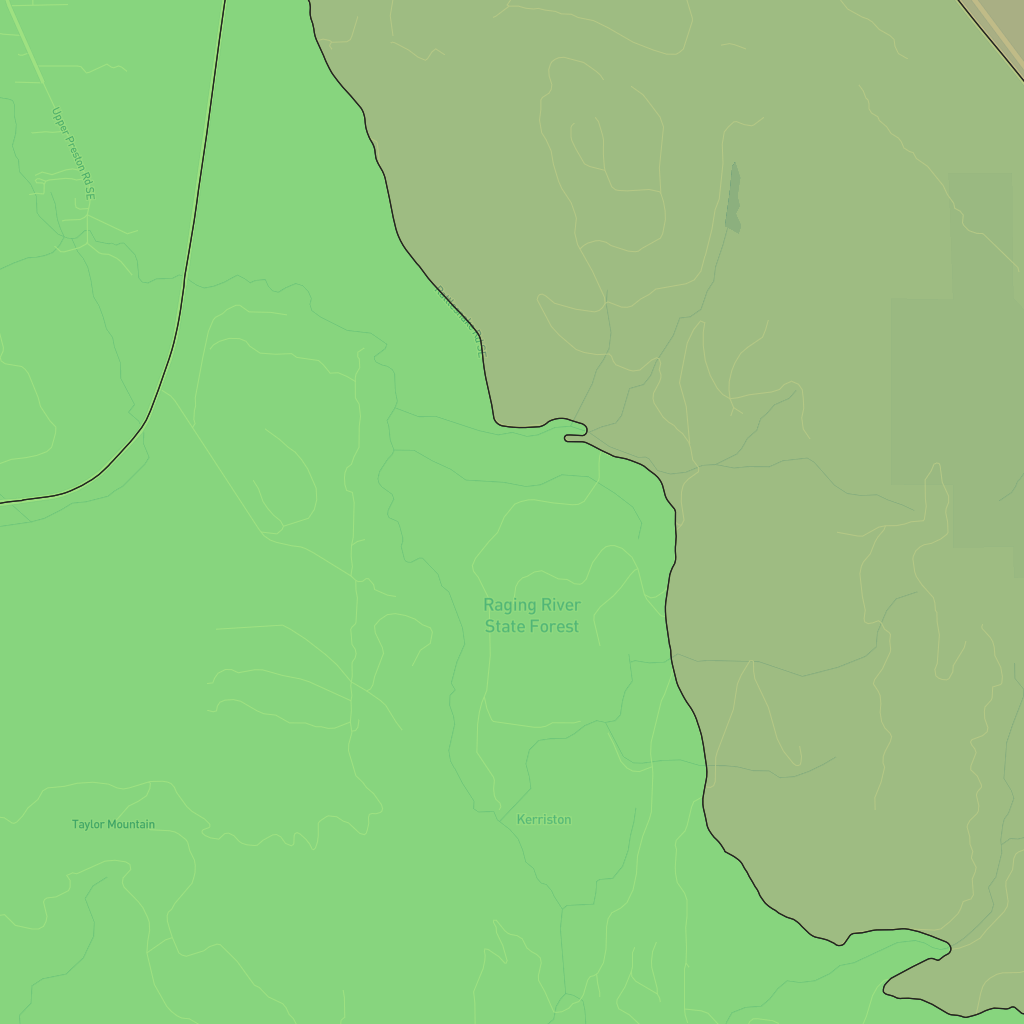 Upper Preston Rd SE
Raging River
State Forest
Kerriston
Taylor Mountain